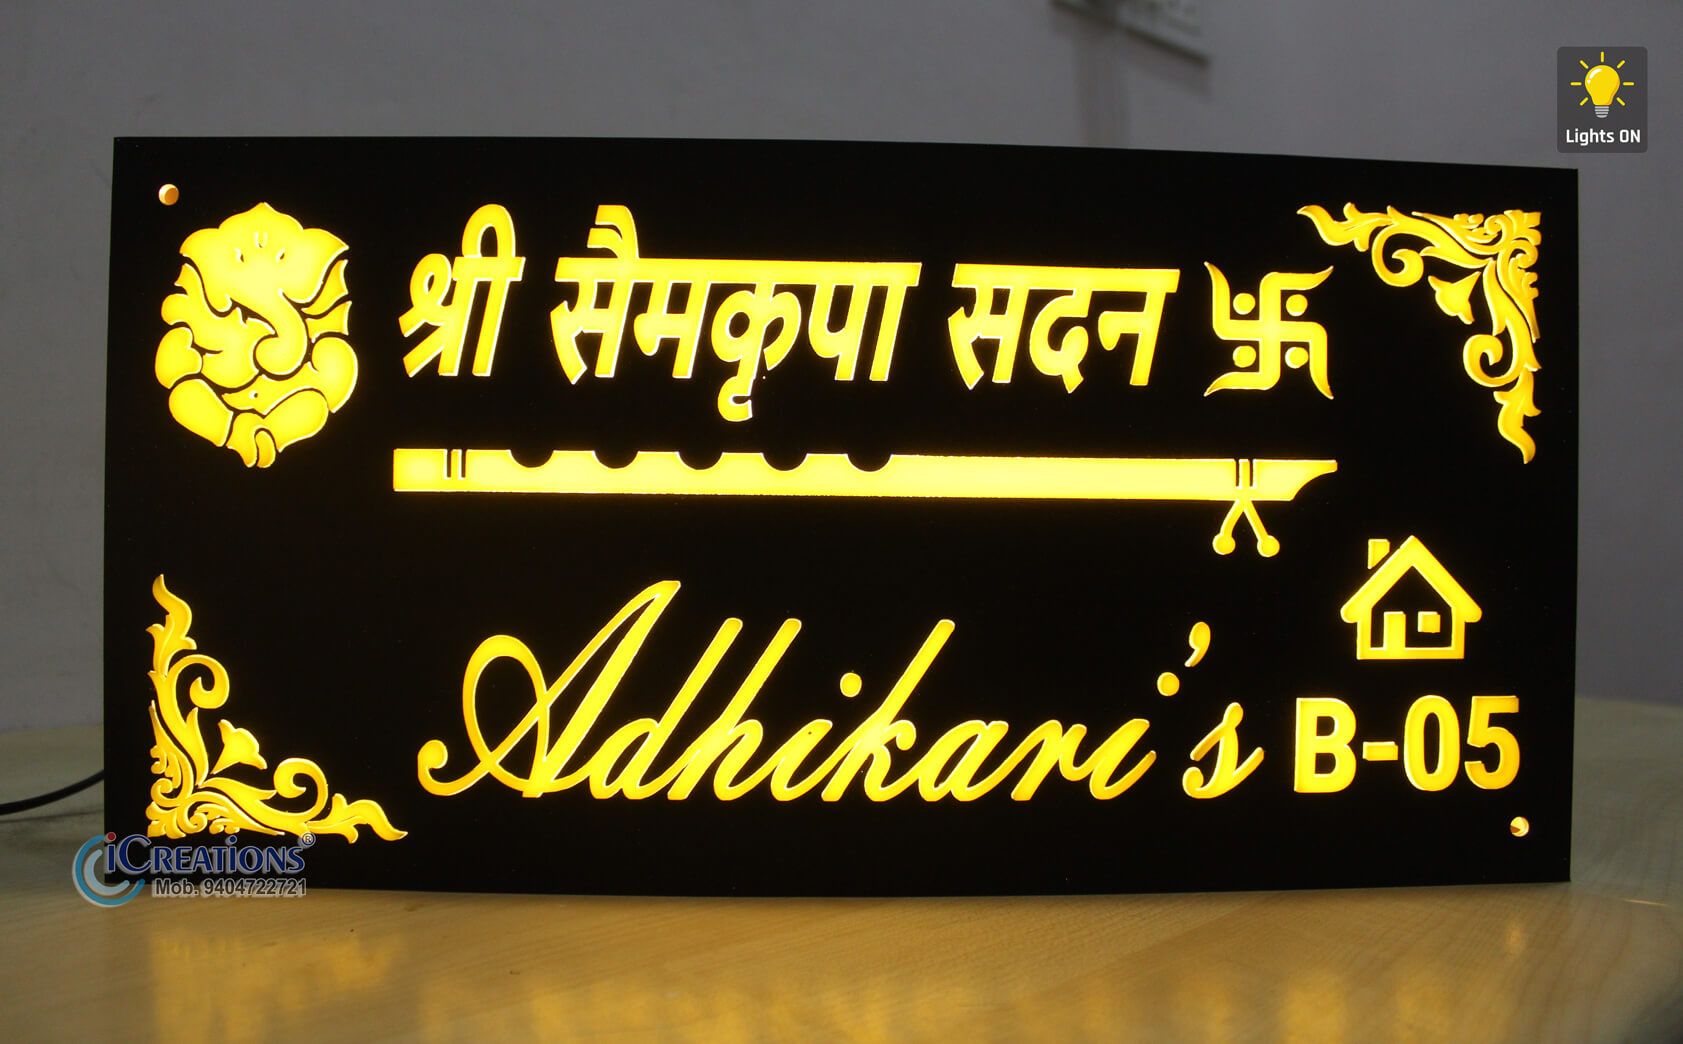 Lights ON
श्री सैमकृपा सदन
Adhikari's B-05
iCREATIONS®
Mob. 9404722721